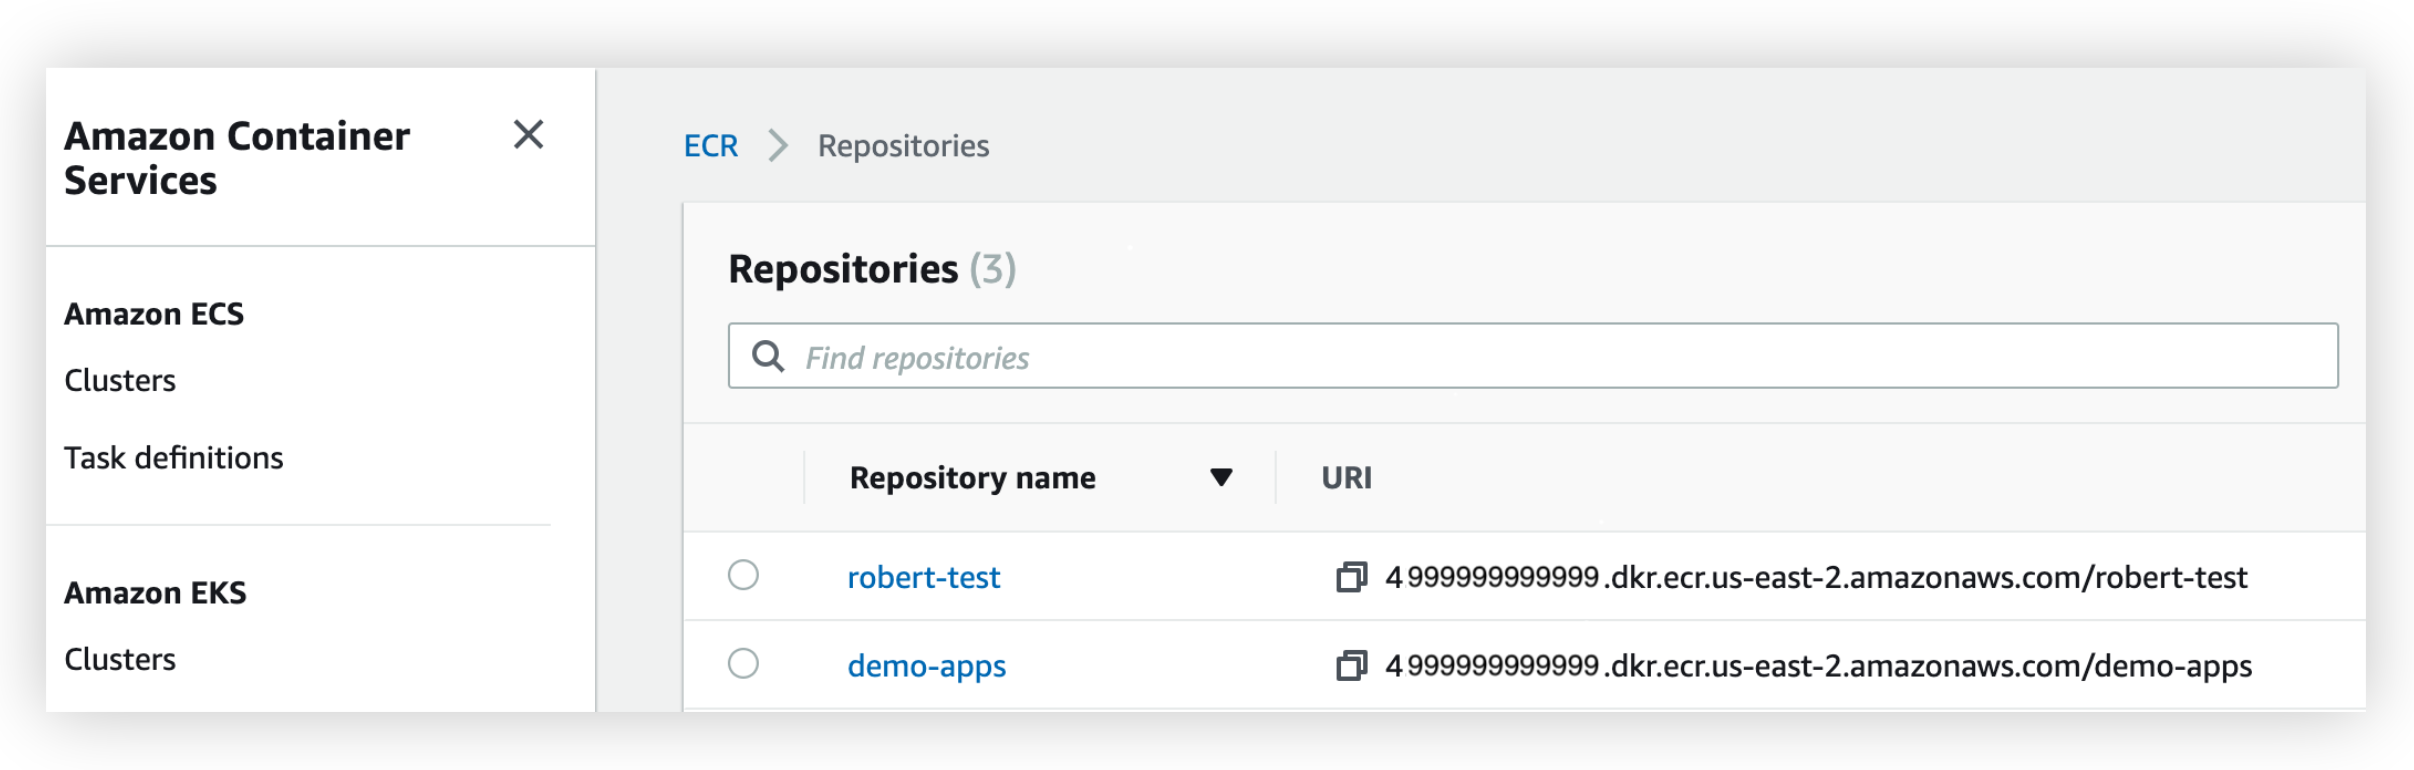 Amazon Container
Services
Amazon ECS
Clusters
Task definitions
Amazon EKS
Clusters
ECR > Repositories
Repositories (3)
Find repositories
Repository name URI
robert-test 4999999999999.dkr.ecr.us-east-2.amazonaws.com/robert-test
demo-apps 4999999999999.dkr.ecr.us-east-2.amazonaws.com/demo-apps